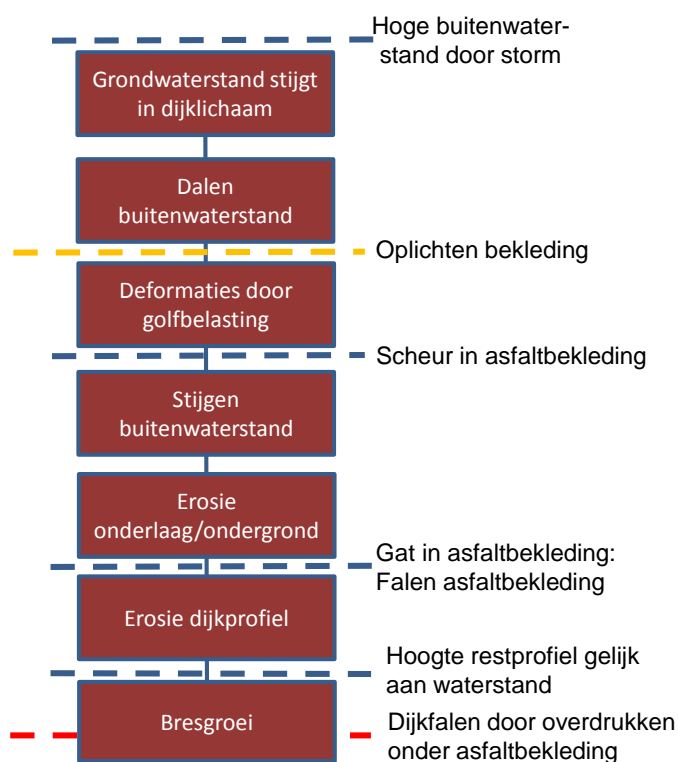 Hoge buitenwater-
stand door storm
Grondwaterstand stijgt
in dijklichaam
Dalen
buitenwaterstand
Oplichten bekleding
Deformaties door
golfbelasting
Scheur in asfaltbekleding
Stijgen
buitenwaterstand
Erosie
onderlaag/ondergrond
Gat in asfaltbekleding:
Falen asfaltbekleding
Erosie dijkprofiel
Hoogte restprofiel gelijk
aan waterstand
Bresgroei
Dijkfalen door overdrukken
onder asfaltbekleding